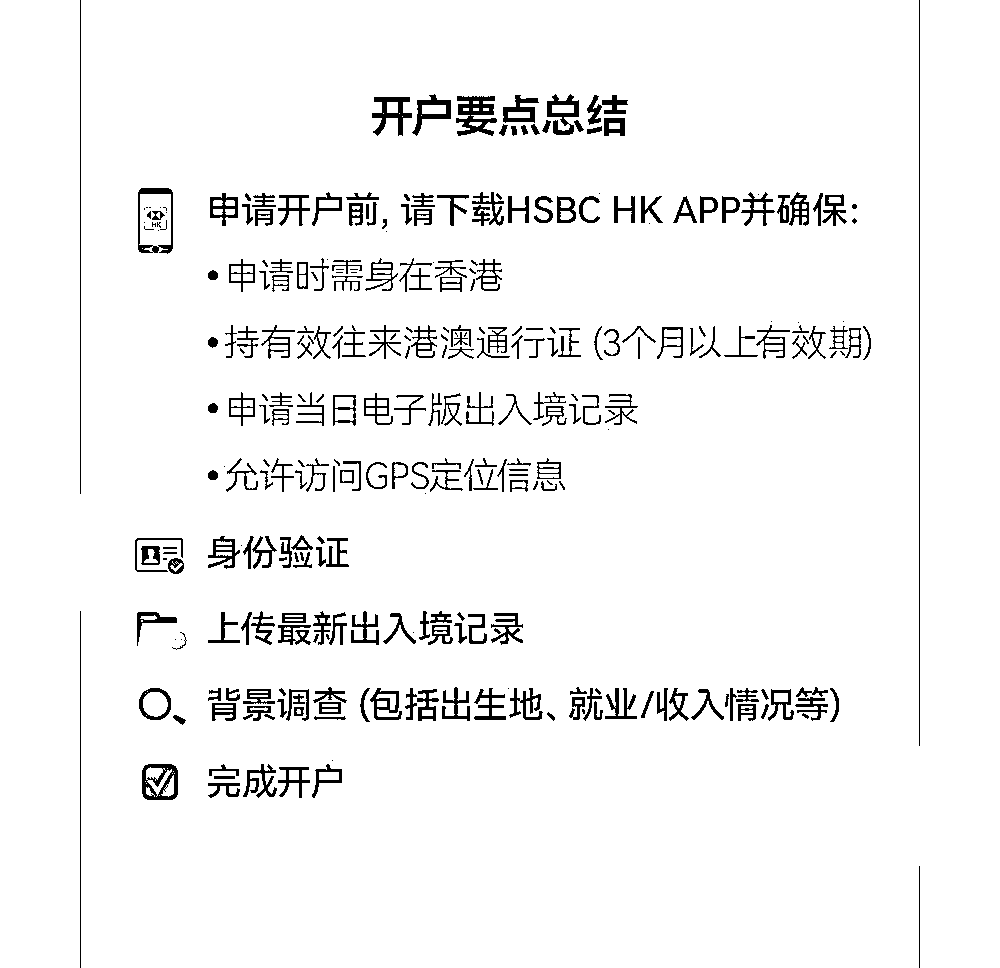 开户要点总结
申请开户前, 请下载HSBC HK APP并确保:
•申请时需身在香港
•持有效往来港澳通行证 (3个月以上有效期)
•申请当日电子版出入境记录
•允许访问GPS定位信息
身份验证
上传最新出入境记录
背景调查 (包括出生地、就业/收入情况等)
完成开户
HK